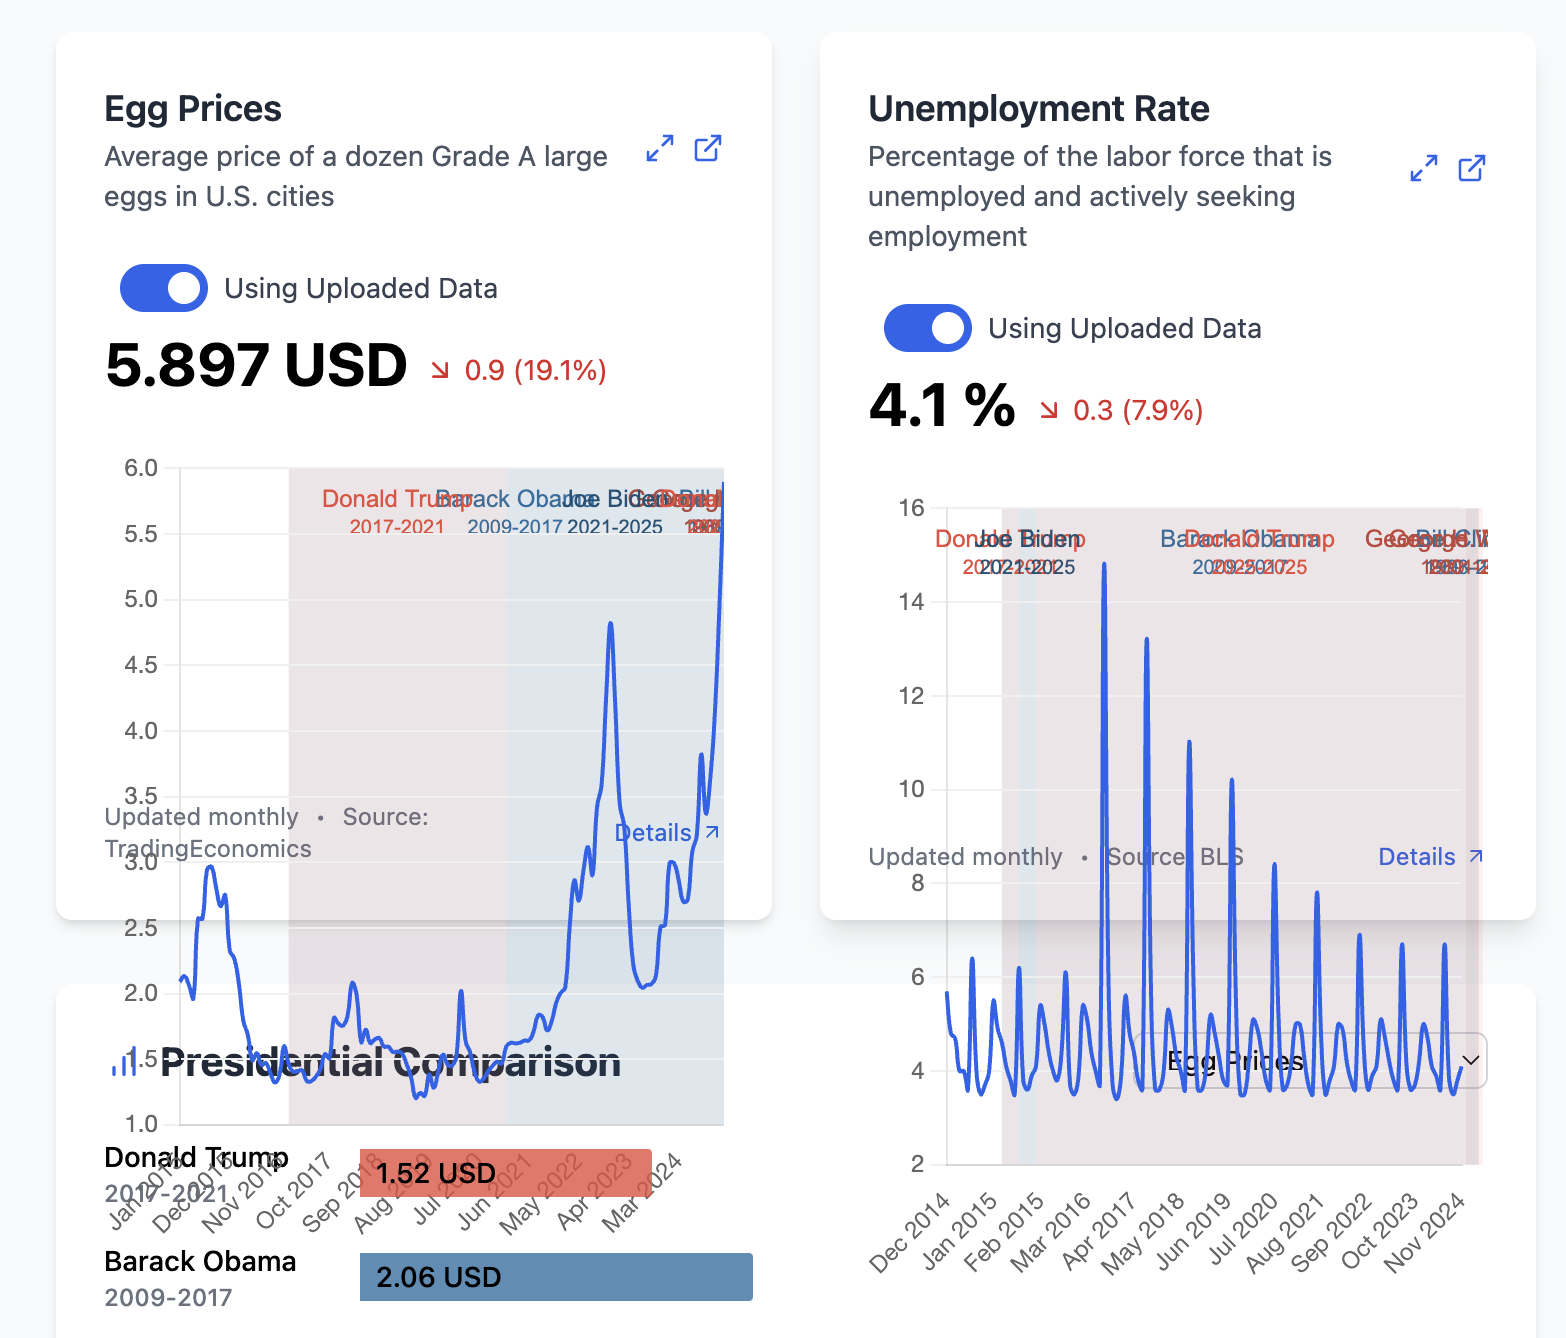 Egg Prices
Average price of a dozen Grade A large
eggs in U.S. cities
Using Uploaded Data
5.897 USD
0.9 (19.1%)
6.0
Donald Trump
Barack Obama
Joe Biden
2017-2021
2009-2017
2021-2025
5.5
5.0
4.5
4.0
3.5
Updated monthly • Source:
TradingEconomics
Details
3.0
2.5
2.0
1.5
1.0
Jan 2015
Dec 2015
Nov 2016
Oct 2017
Sep 2018
Aug 2019
Jul 2020
Jun 2021
May 2022
Apr 2023
Mar 2024
Unemployment Rate
Percentage of the labor force that is
unemployed and actively seeking
employment
Using Uploaded Data
4.1 %
0.3 (7.9%)
16
Donald Trump
Joe Biden
Barack Obama
Donald Trump
2017-2021
2021-2025
2009-2017
2025-2025
14
12
10
Updated monthly • Source: BLS
Details
8
6
4
2
Dec 2014
Jan 2015
Feb 2015
Mar 2016
Apr 2017
May 2018
Jun 2019
Jul 2020
Aug 2021
Sep 2022
Oct 2023
Nov 2024
Presidential Comparison
Egg Prices
Donald Trump
2017-2021
1.52 USD
Barack Obama
2009-2017
2.06 USD